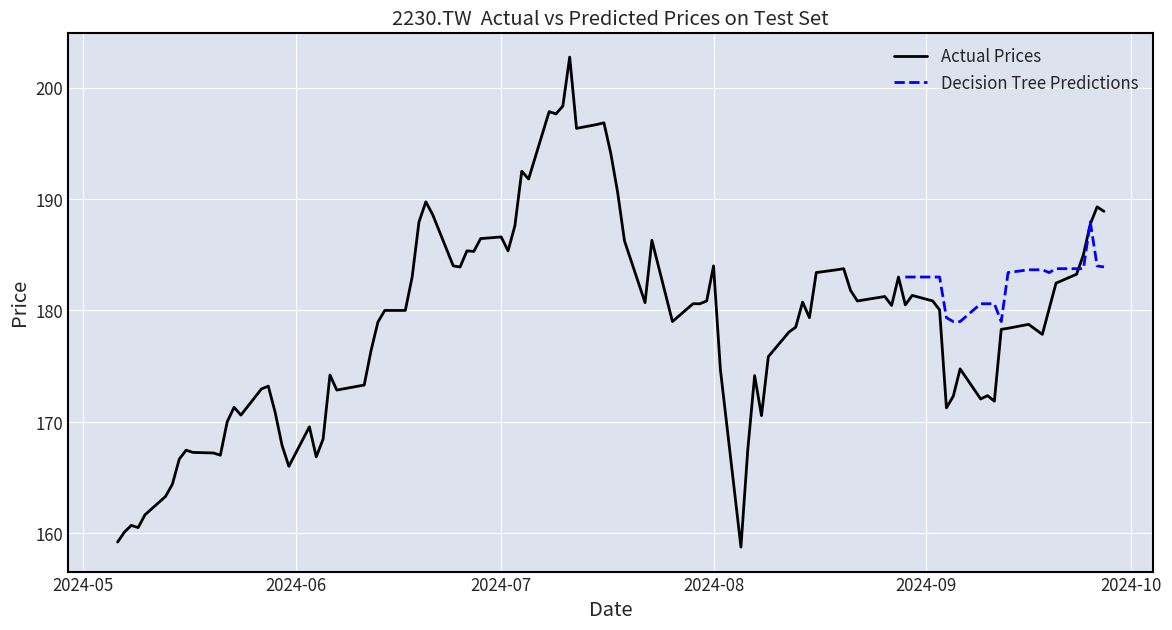 2230.TW Actual vs Predicted Prices on Test Set
Actual Prices
Decision Tree Predictions
Price
200
190
180
170
160
2024-05 2024-06 2024-07 2024-08 2024-09 2024-10
Date